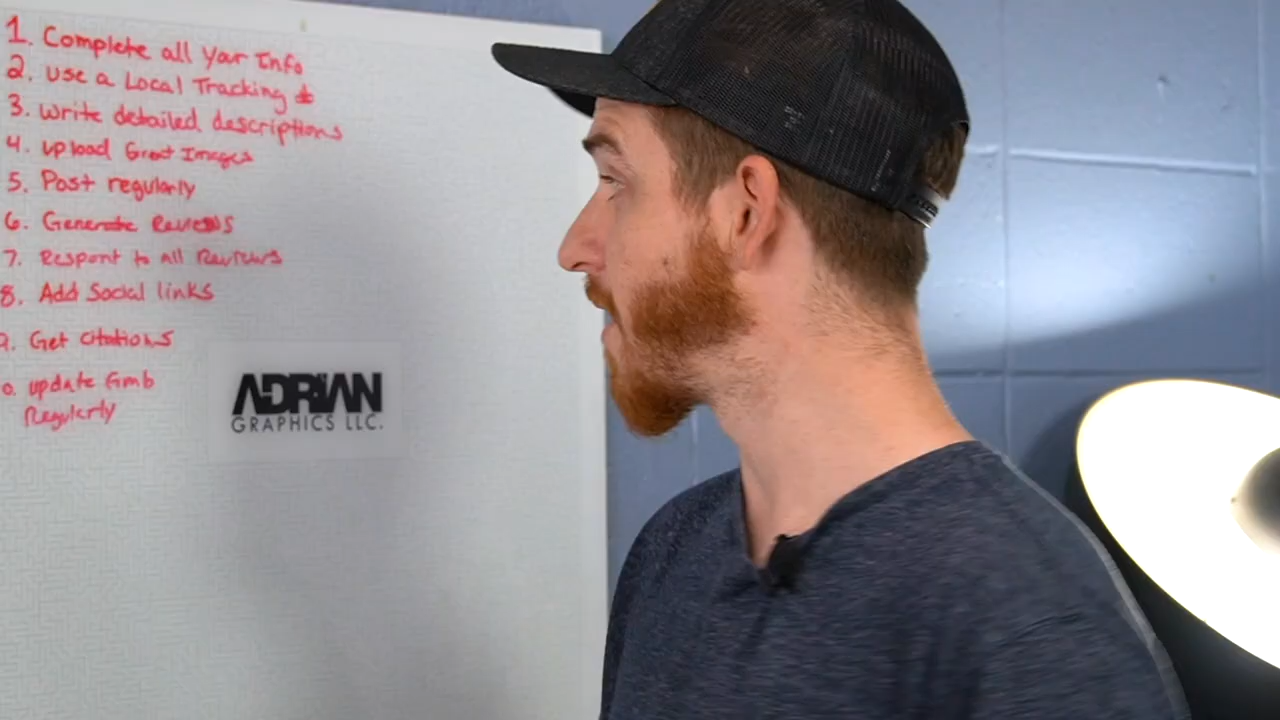 1. Complete all Your Info
2. use a Local Tracking #
3. write detailed descriptions
4. upload Great Images
5. Post regularly
6. Generate Reviews
7. Respont to all Reviews
8. Add Social links
9. Get citations
0. update Gmb
Regularly
ADRIAN
GRAPHICS LLC.